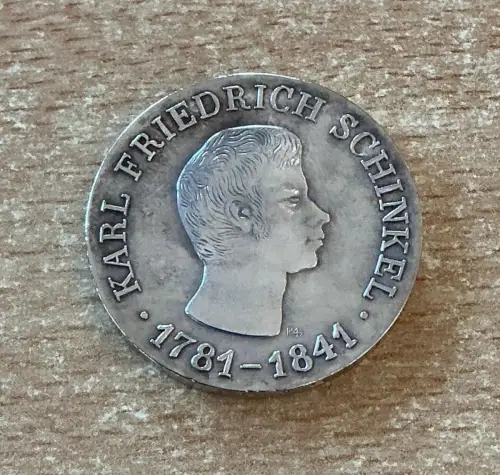 KARL FRIEDRICH SCHINKEL
· 1781–1841 ·